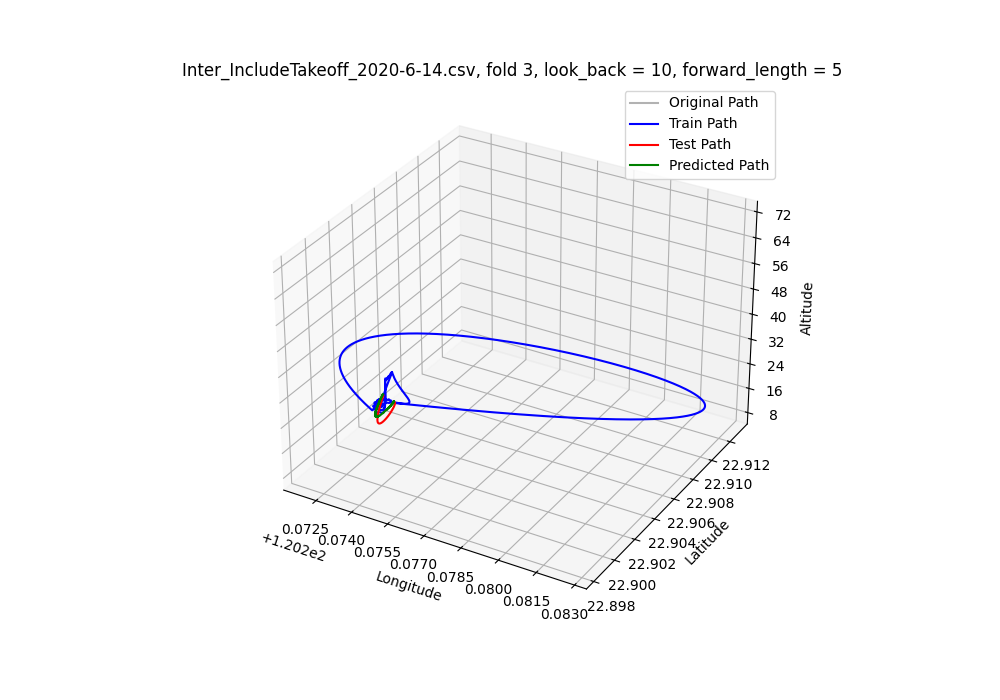 Inter_IncludeTakeoff_2020-6-14.csv, fold 3, look_back = 10, forward_length = 5
Original Path
Train Path
Test Path
Predicted Path
72
64
56
48
40
32
24
16
8
Altitude
22.912
22.910
22.908
22.906
22.904
22.902
22.900
22.898
Latitude
0.0725
0.0740
0.0755
0.0770
0.0785
0.0800
0.0815
0.0830
+1.202e2
Longitude